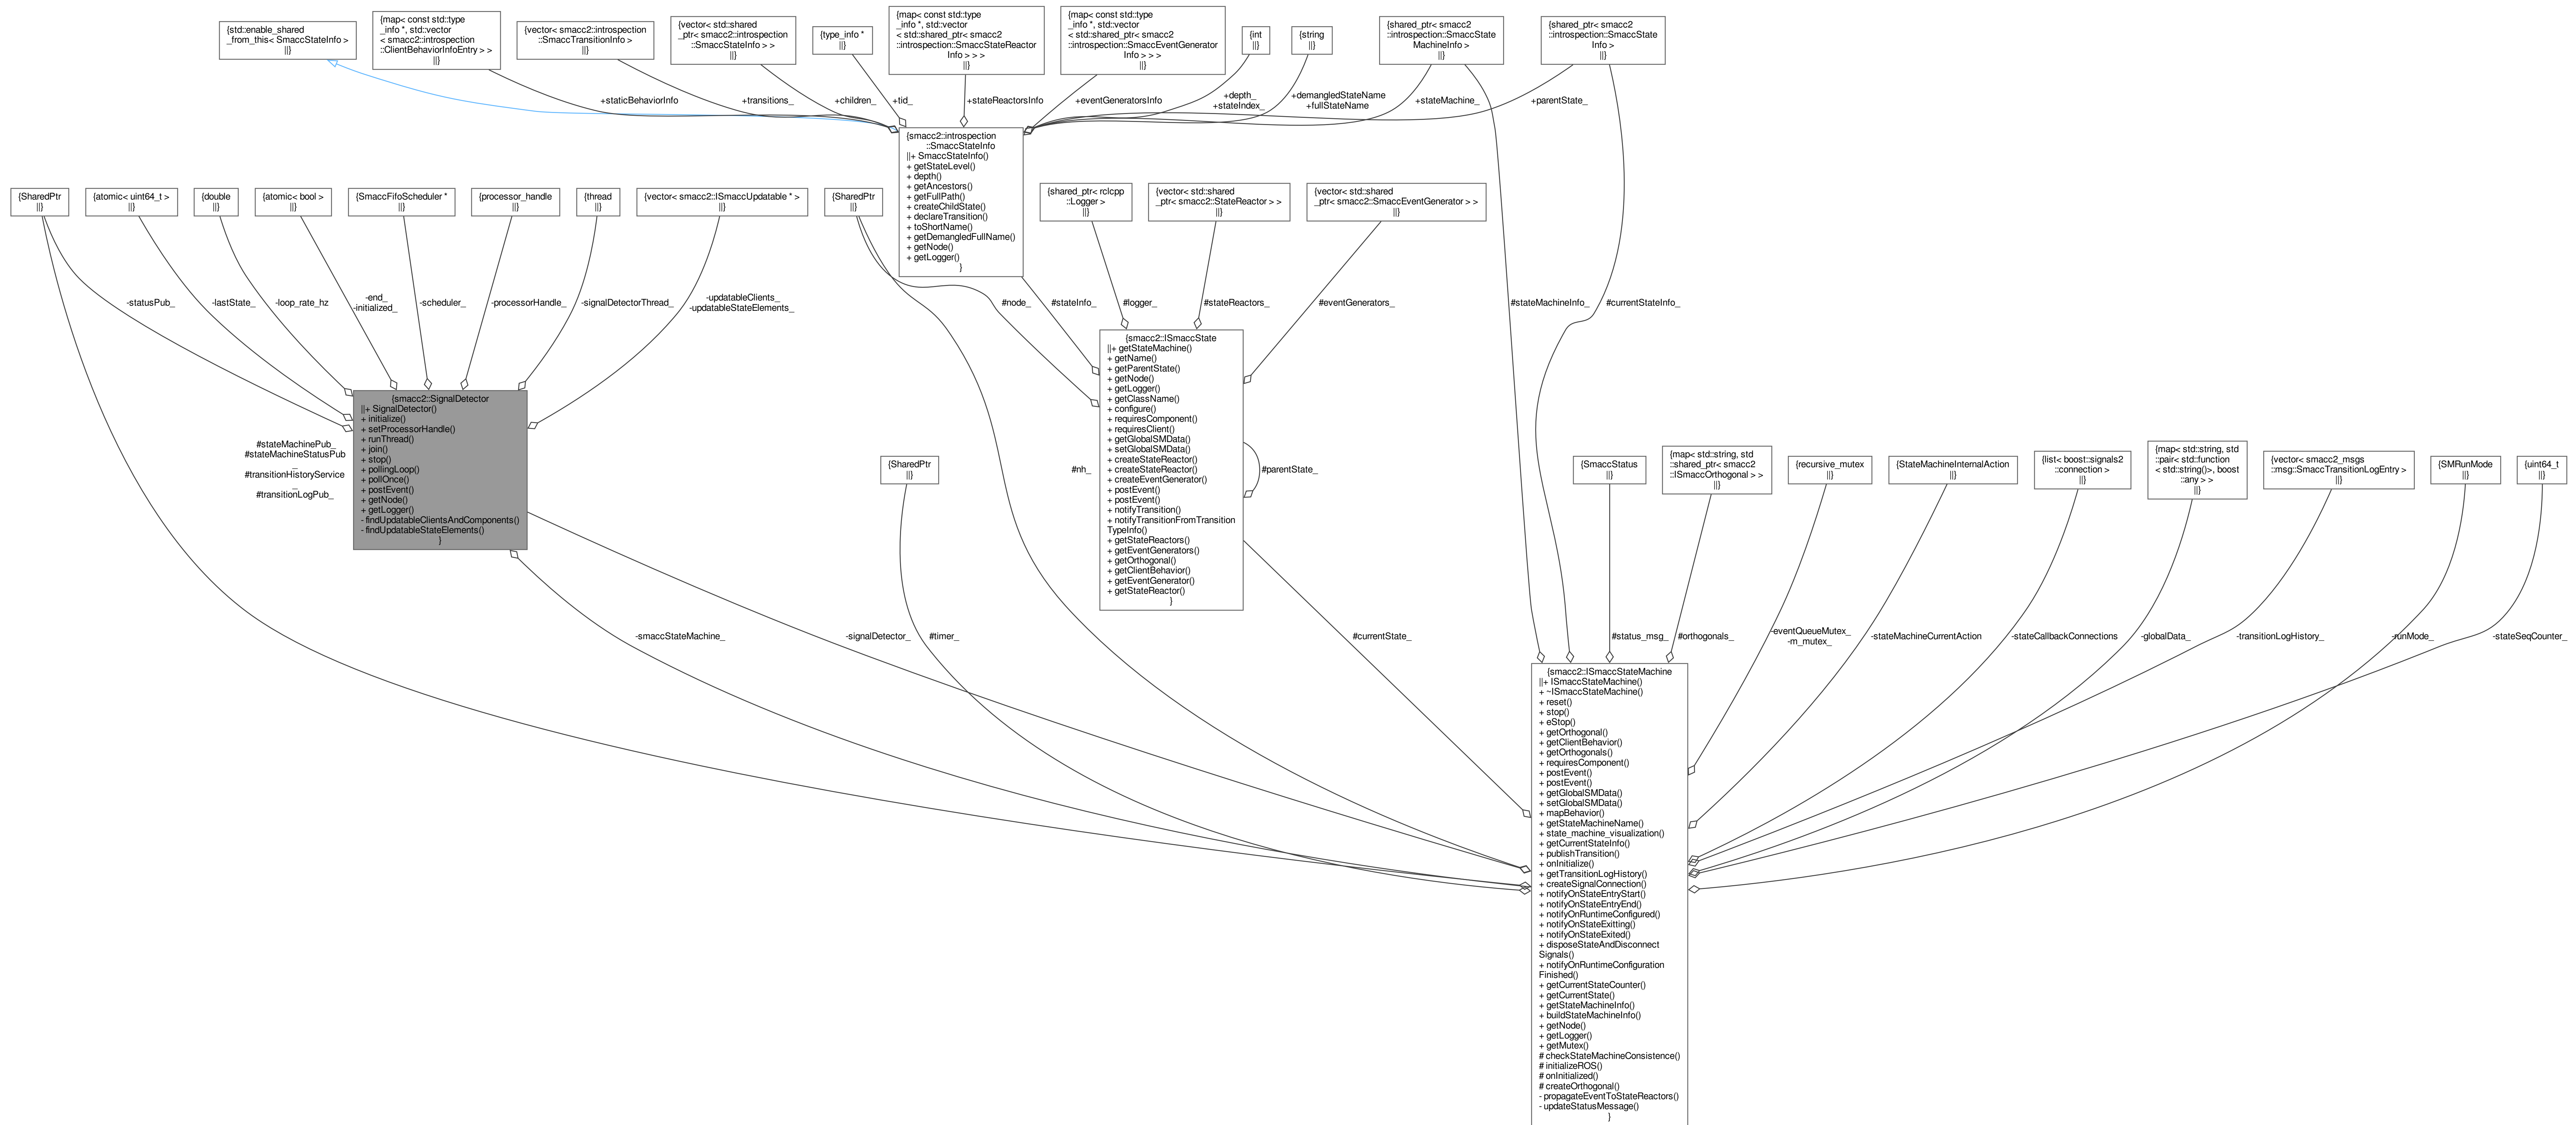 {std::enable_shared
_from_this< SmaccStateInfo >
||}
{map< const std::type
_info *, std::vector
< smacc2::introspection
::ClientBehaviorInfoEntry > >
||}
{vector< smacc2::introspection
::SmaccTransitionInfo >
||}
{vector< std::shared
_ptr< smacc2::introspection
::SmaccStateInfo > >
||}
{type_info *
||}
{map< const std::type
_info *, std::vector
< std::shared_ptr< smacc2
::introspection::SmaccStateReactor
Info > > >
||}
{map< const std::type
_info *, std::vector
< std::shared_ptr< smacc2
::introspection::SmaccEventGenerator
Info > > >
||}
{int
||}
{string
||}
{shared_ptr< smacc2
::introspection::SmaccState
MachineInfo >
||}
{shared_ptr< smacc2
::introspection::SmaccState
Info >
||}
+staticBehaviorInfo
+transitions_
+children_
+tid_
+stateReactorsInfo
+eventGeneratorsInfo
+depth_
+stateIndex_
+demangledStateName
+fullStateName
+stateMachine_
+parentState_
{smacc2::introspection
::SmaccStateInfo
||+ SmaccStateInfo()
+ getStateLevel()
+ depth()
+ getAncestors()
+ getFullPath()
+ createChildState()
+ declareTransition()
+ toShortName()
+ getDemangledFullName()
+ getNode()
+ getLogger()
}
{SharedPtr
||}
{atomic< uint64_t >
||}
{double
||}
{atomic< bool >
||}
{SmaccFifoScheduler *
||}
{processor_handle
||}
{thread
||}
{vector< smacc2::ISmaccUpdatable * >
||}
{SharedPtr
||}
{shared_ptr< rclcpp
::Logger >
||}
{vector< std::shared
_ptr< smacc2::StateReactor > >
||}
{vector< std::shared
_ptr< smacc2::SmaccEventGenerator > >
||}
-statusPub_
-lastState_
-loop_rate_hz
-end_
-initialized_
-scheduler_
-processorHandle_
-signalDetectorThread_
-updatableClients_
-updatableStateElements_
#node_
#stateInfo_
#logger_
#stateReactors_
#eventGenerators_
#stateMachineInfo_
#currentStateInfo_
{smacc2::SignalDetector
||+ SignalDetector()
+ initialize()
+ setProcessorHandle()
+ runThread()
+ join()
+ stop()
+ pollingLoop()
+ pollOnce()
+ postEvent()
+ getNode()
+ getLogger()
- findUpdatableClientsAndComponents()
- findUpdatableStateElements()
}
{smacc2::ISmaccState
||+ getStateMachine()
+ getName()
+ getParentState()
+ getNode()
+ getLogger()
+ getClassName()
+ configure()
+ requiresComponent()
+ requiresClient()
+ getGlobalSMData()
+ setGlobalSMData()
+ createStateReactor()
+ createStateReactor()
+ createEventGenerator()
+ postEvent()
+ postEvent()
+ notifyTransition()
+ notifyTransitionFromTransition
TypeInfo()
+ getStateReactors()
+ getEventGenerators()
+ getOrthogonal()
+ getClientBehavior()
+ getEventGenerator()
+ getStateReactor()
}
#stateMachinePub_
#stateMachineStatusPub
_
#transitionHistoryService
_
#transitionLogPub_
{SharedPtr
||}
#nh_
#parentState_
{SmaccStatus
||}
{map< std::string, std
::shared_ptr< smacc2
::ISmaccOrthogonal > >
||}
{recursive_mutex
||}
{StateMachineInternalAction
||}
{list< boost::signals2
::connection >
||}
{map< std::string, std
::pair< std::function
< std::string()>, boost
::any > >
||}
{vector< smacc2_msgs
::msg::SmaccTransitionLogEntry >
||}
{SMRunMode
||}
{uint64_t
||}
-smaccStateMachine_
-signalDetector_
#timer_
#currentState_
#status_msg_
#orthogonals_
-eventQueueMutex_
-m_mutex_
-stateMachineCurrentAction
-stateCallbackConnections
-globalData_
-transitionLogHistory_
-runMode_
-stateSeqCounter_
{smacc2::ISmaccStateMachine
||+ ISmaccStateMachine()
+ ~ISmaccStateMachine()
+ reset()
+ stop()
+ eStop()
+ getOrthogonal()
+ getClientBehavior()
+ getOrthogonals()
+ requiresComponent()
+ postEvent()
+ postEvent()
+ getGlobalSMData()
+ setGlobalSMData()
+ mapBehavior()
+ getStateMachineName()
+ state_machine_visualization()
+ getCurrentStateInfo()
+ publishTransition()
+ onInitialize()
+ getTransitionLogHistory()
+ createSignalConnection()
+ notifyOnStateEntryStart()
+ notifyOnStateEntryEnd()
+ notifyOnRuntimeConfigured()
+ notifyOnStateExitting()
+ notifyOnStateExited()
+ disposeStateAndDisconnect
Signals()
+ notifyOnRuntimeConfiguration
Finished()
+ getCurrentStateCounter()
+ getCurrentState()
+ getStateMachineInfo()
+ buildStateMachineInfo()
+ getNode()
+ getLogger()
+ getMutex()
# checkStateMachineConsistence()
# initializeROS()
# onInitialized()
# createOrthogonal()
- propagateEventToStateReactors()
- updateStatusMessage()
}